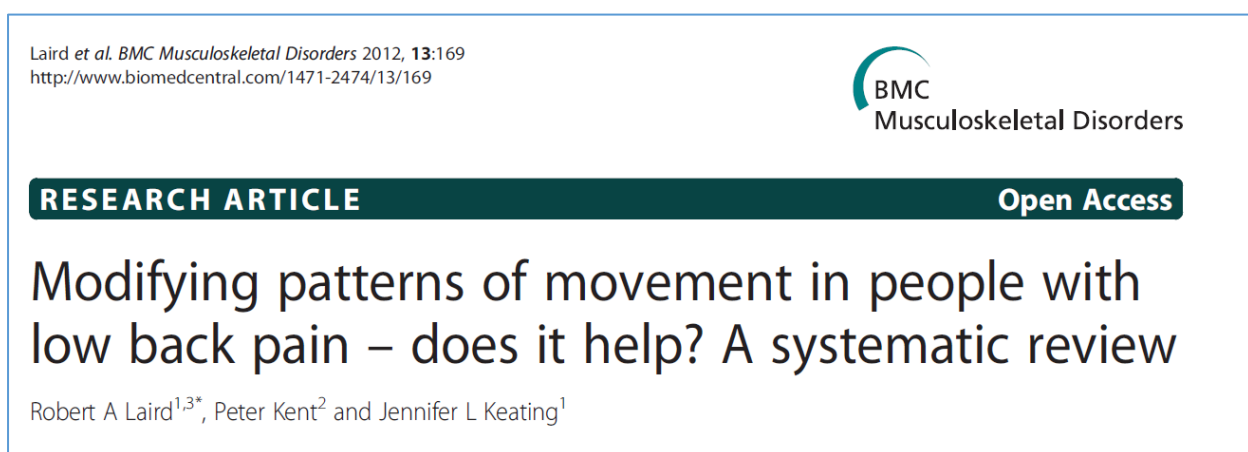 Laird et al. BMC Musculoskeletal Disorders 2012, 13:169
http://www.biomedcentral.com/1471-2474/13/169
BMC
Musculoskeletal Disorders
RESEARCH ARTICLE Open Access
Modifying patterns of movement in people with
low back pain – does it help? A systematic review
Robert A Laird1,3*, Peter Kent2 and Jennifer L Keating1